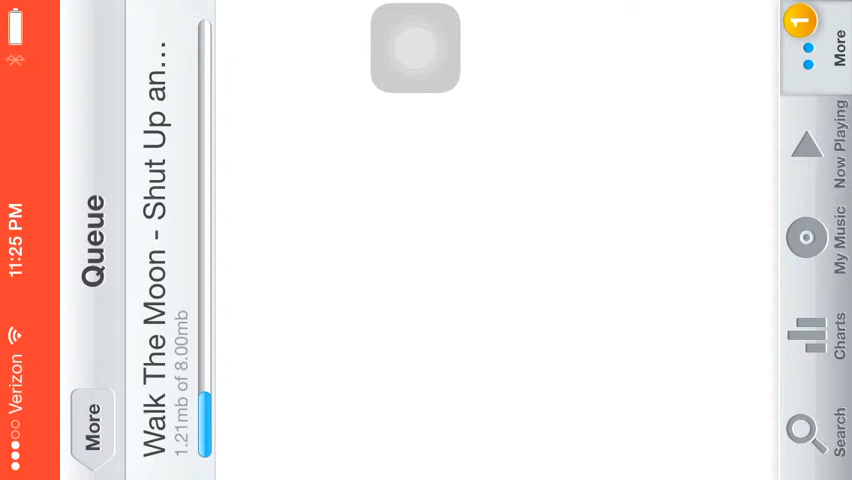 Verizon 11:25 PM
More Queue
Walk The Moon - Shut Up an...
1.21mb of 8.00mb
Search Charts My Music Now Playing More 1